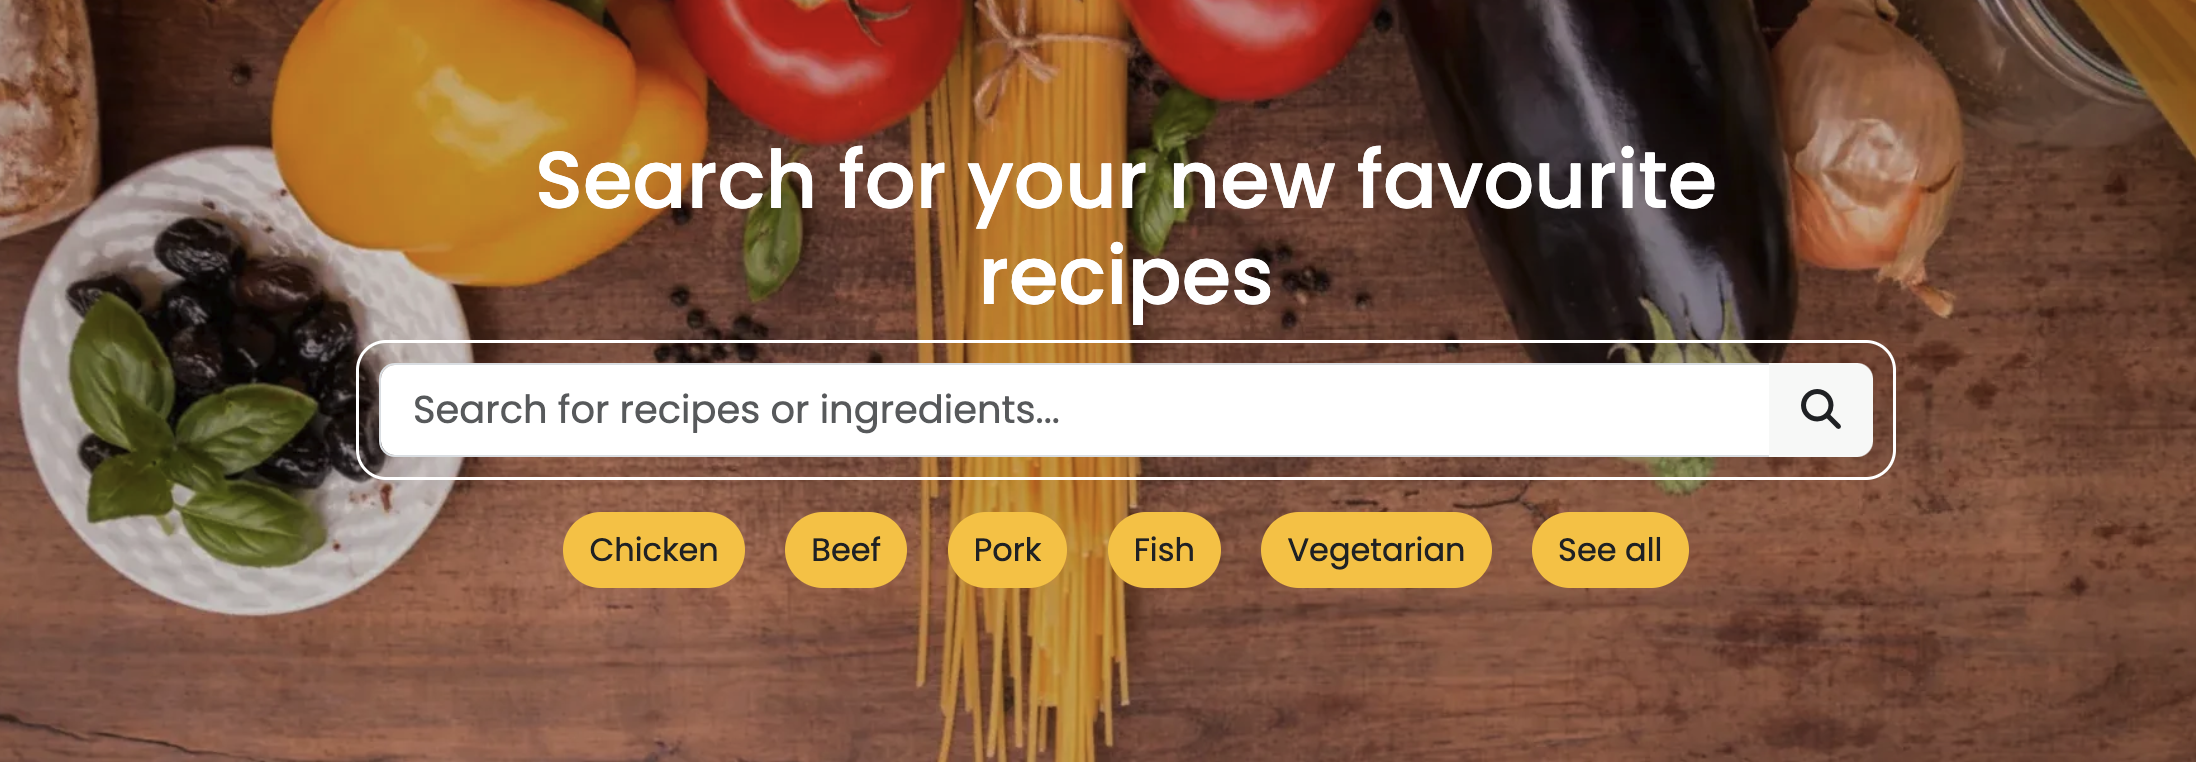 Search for your new favourite
recipes
Search for recipes or ingredients...
Chicken Beef Pork Fish Vegetarian See all